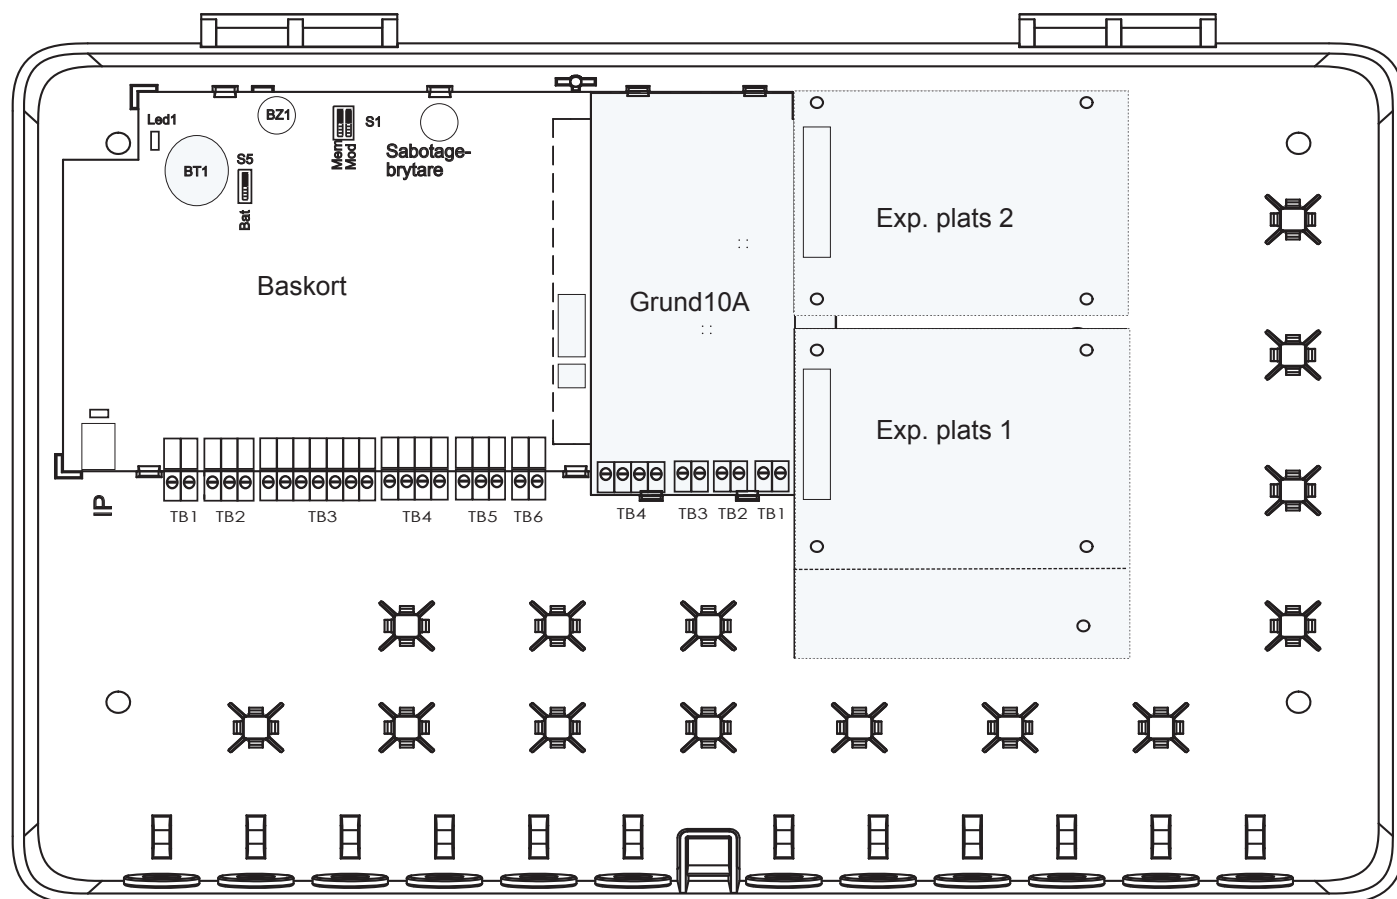 Led1
BZ1
S1
Mem
Mod
Sabotage-
brytare
BT1
S5
Bat
Exp. plats 2
Baskort
Grund10A
Exp. plats 1
IP
TB1
TB2
TB3
TB4
TB5
TB6
TB4
TB3
TB2
TB1